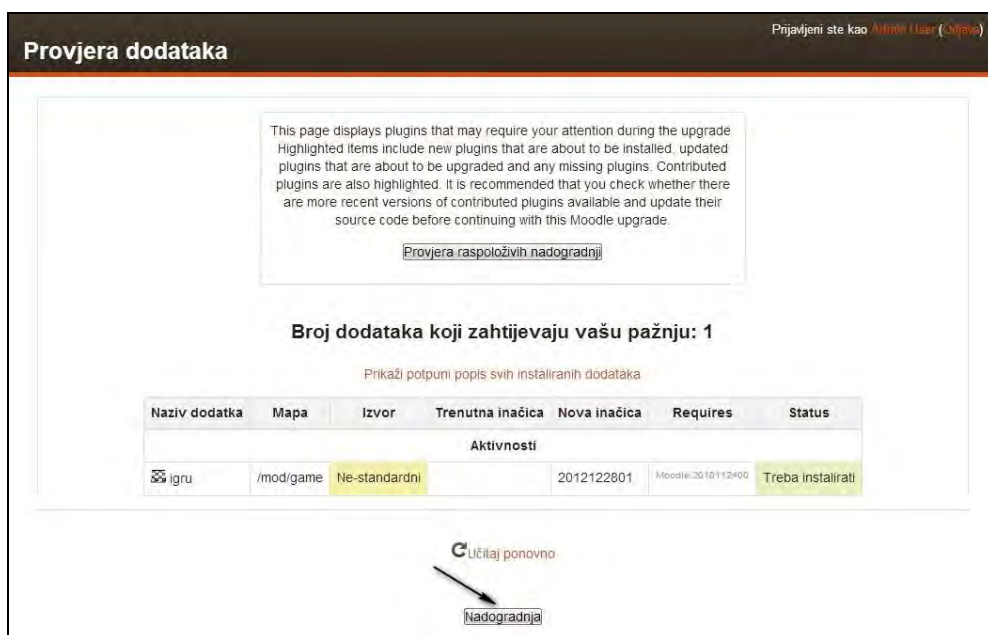 Prijavljeni ste kao Admin User (Odjava)
Provjera dodataka
This page displays plugins that may require your attention during the upgrade
Highlighted items include new plugins that are about to be installed, updated
plugins that are about to be upgraded and any missing plugins. Contributed
plugins are also highlighted. It is recommended that you check whether there
are more recent versions of contributed plugins available and update their
source code before continuing with this Moodle upgrade.
Provjera raspoloživih nadogradnji
Broj dodataka koji zahtijevaju vašu pažnju: 1
Prikaži potpuni popis svih instaliranih dodataka
Naziv dodatka Mapa Izvor Trenutna inačica Nova inačica Requires Status
Aktivnosti
igru /mod/game Ne-standardni 2012122801 Moodle 2010112400 Treba instalirati
Učitaj ponovno
Nadogradnja